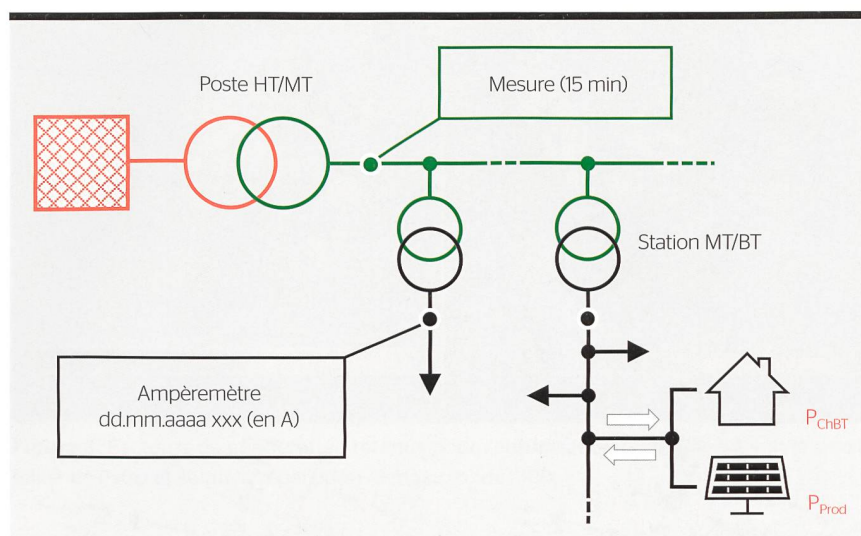 Poste HT/MT
Mesure (15 min)
Station MT/BT
Ampèremètre
dd.mm.aaaa xxx (en A)
PChBT
PProd